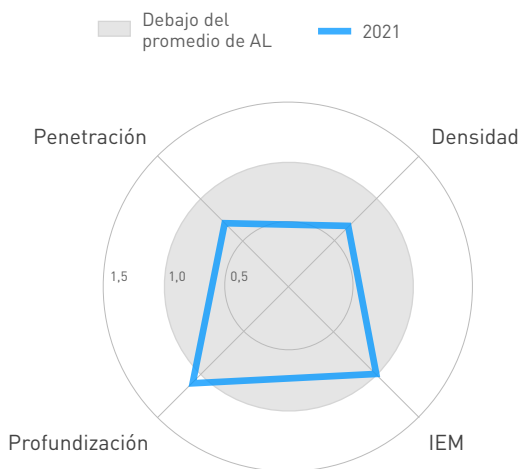 Debajo del
promedio de AL
2021
Penetración
Densidad
1,5
1,0
0,5
Profundización
IEM